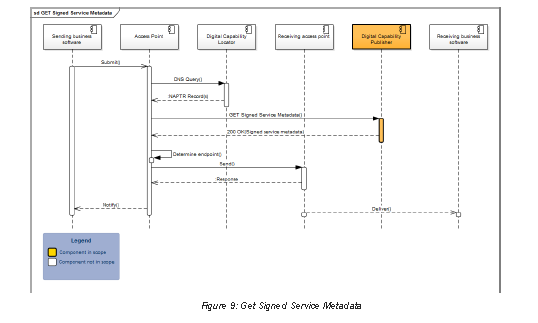 sd GET Signed Service Metadata
Sending business
software
Access Point
Digital Capability
Locator
Receiving access point
Digital Capability
Publisher
Receiving business
software
Submit()
DNS Query()
NAPTR Record(s)
GET Signed Service Metadata()
200 OK(Signed service metadata)
Determine endpoint()
Send()
Response
Notify()
Deliver()
Legend
Component in scope
Component not in scope
Figure 9: Get Signed Service Metadata